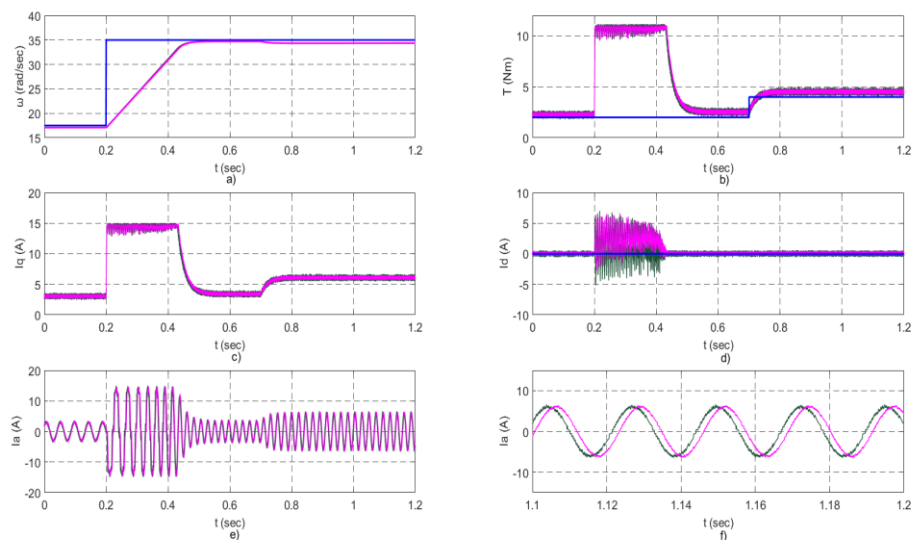 40
35
30
25
20
15
ω (rad/sec)
0 0.2 0.4 0.6 0.8 1 1.2
t (sec)
a)
10
5
0
T (Nm)
0 0.2 0.4 0.6 0.8 1 1.2
t (sec)
b)
20
15
10
5
0
Iq (A)
0 0.2 0.4 0.6 0.8 1 1.2
t (sec)
c)
10
5
0
-5
-10
Id (A)
0 0.2 0.4 0.6 0.8 1 1.2
t (sec)
d)
20
10
0
-10
-20
Ia (A)
0 0.2 0.4 0.6 0.8 1 1.2
t (sec)
e)
10
0
-10
Ia (A)
1.1 1.12 1.14 1.16 1.18 1.2
t (sec)
f)